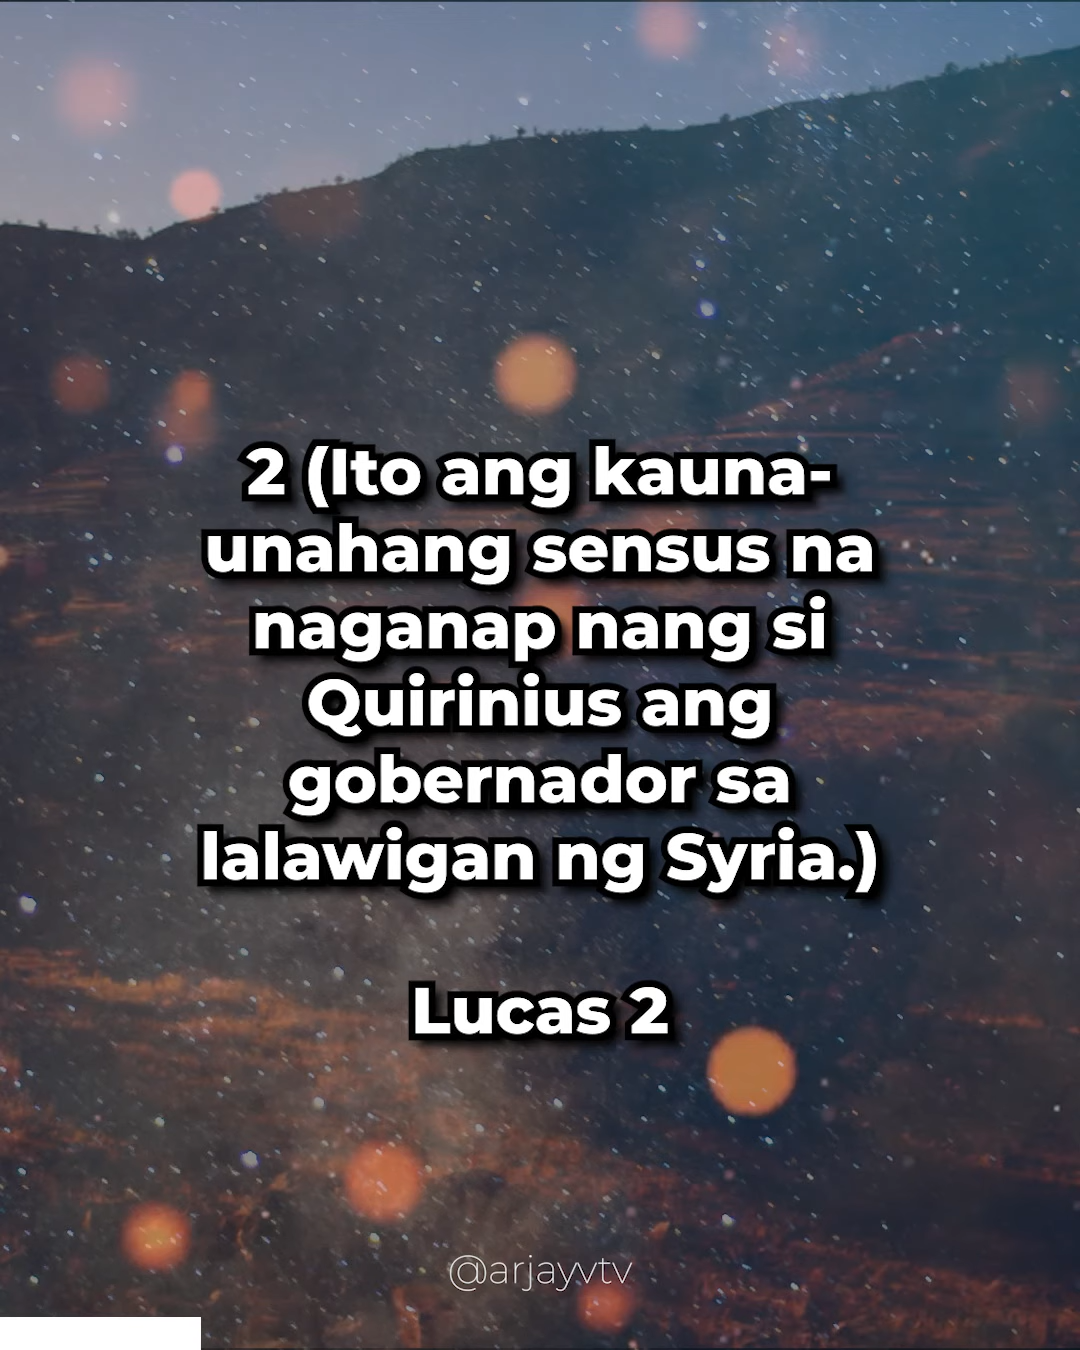 2 (Ito ang kauna-
unahang sensus na
naganap nang si
Quirinius ang
gobernador sa
lalawigan ng Syria.)
Lucas 2
@arjayvtv